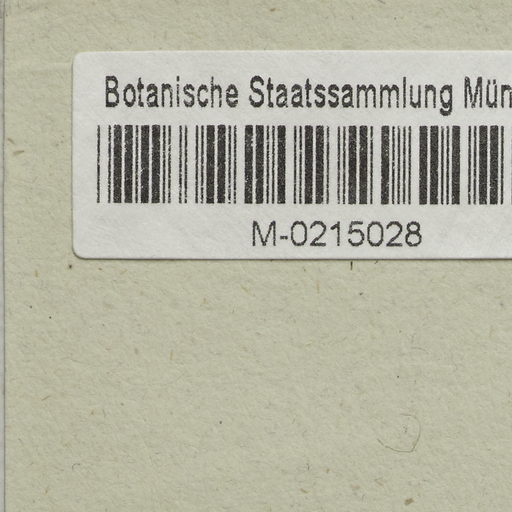 Botanische Staatssammlung Mün
M-0215028